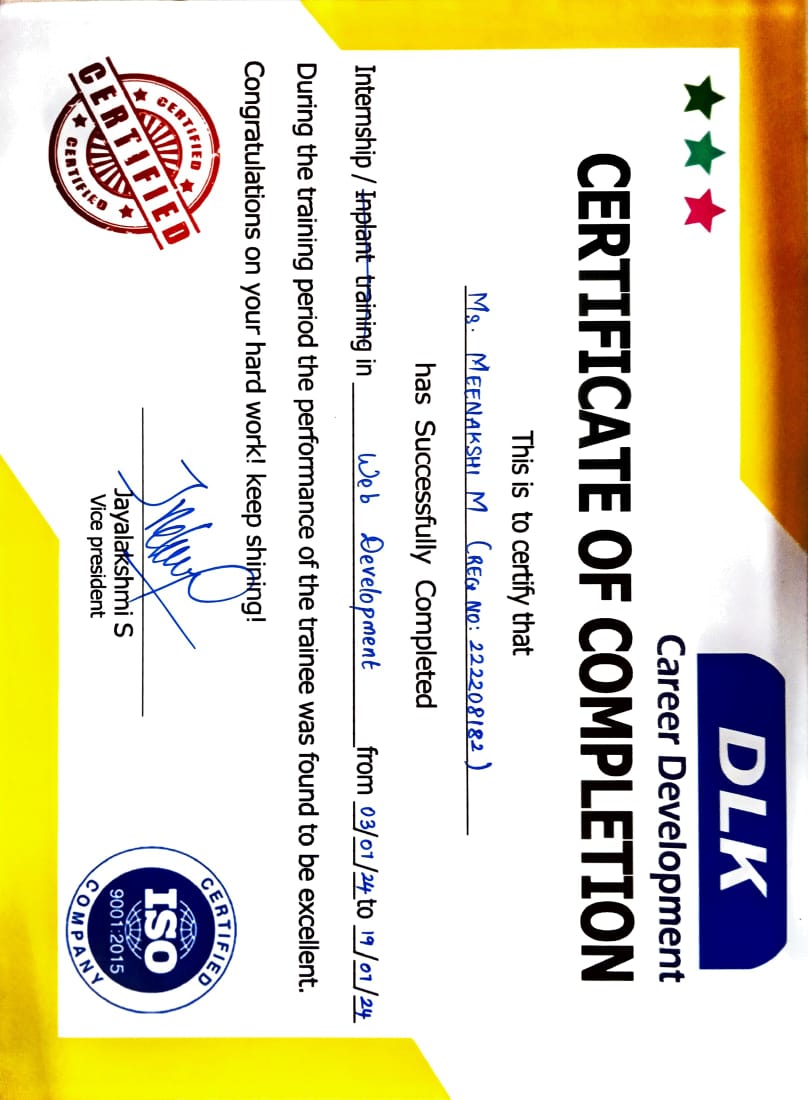 DLK
Career Development
CERTIFICATE OF COMPLETION
This is to certify that
Ms. MEENAKSHI M (REG NO: 222208182)
has Successfully Completed
Internship / Inplant training in Web Development from 03/07/24 to 19/07/24
During the training period the performance of the trainee was found to be excellent.
Congratulations on your hard work! keep shining!
CERTIFIED
CERTIFIED
CERTIFIED
Jayalakshmi S
Vice president
CERTIFIED
ISO
9001:2015
COMPANY